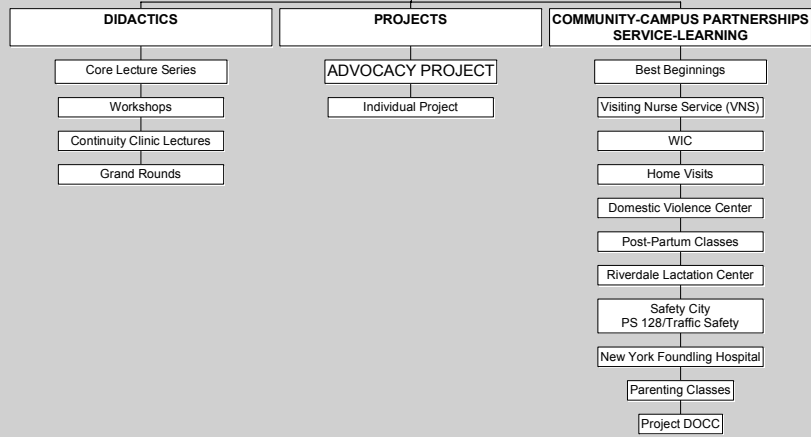 DIDACTICS
Core Lecture Series
Workshops
Continuity Clinic Lectures
Grand Rounds
PROJECTS
ADVOCACY PROJECT
Individual Project
COMMUNITY-CAMPUS PARTNERSHIPS
SERVICE-LEARNING
Best Beginnings
Visiting Nurse Service (VNS)
WIC
Home Visits
Domestic Violence Center
Post-Partum Classes
Riverdale Lactation Center
Safety City
PS 128/Traffic Safety
New York Foundling Hospital
Parenting Classes
Project DOCC